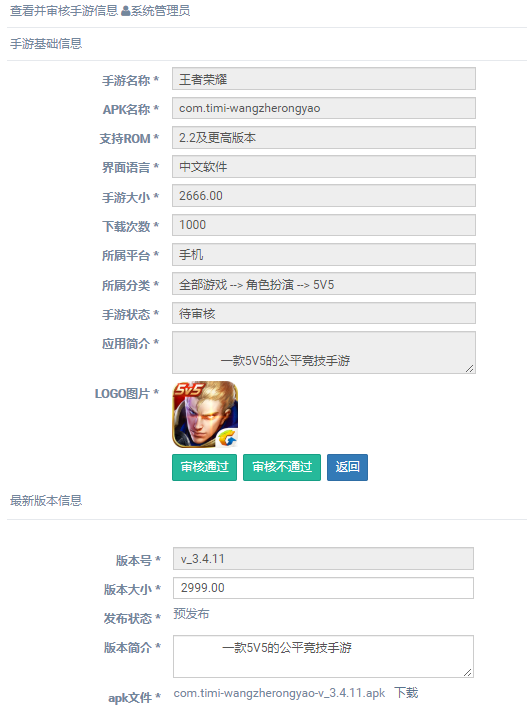 查看并审核手游信息 系统管理员
手游基础信息
手游名称 * 王者荣耀
APK名称 * com.timi-wangzherongyao
支持ROM * 2.2及更高版本
界面语言 * 中文软件
手游大小 * 2666.00
下载次数 * 1000
所属平台 * 手机
所属分类 * 全部游戏 --> 角色扮演 --> 5V5
手游状态 * 待审核
应用简介 * 一款5V5的公平竞技手游
LOGO图片 * 5v5
审核通过 审核不通过 返回
最新版本信息
版本号 * v_3.4.11
版本大小 * 2999.00
发布状态 * 预发布
版本简介 * 一款5V5的公平竞技手游
apk文件 * com.timi-wangzherongyao-v_3.4.11.apk 下载